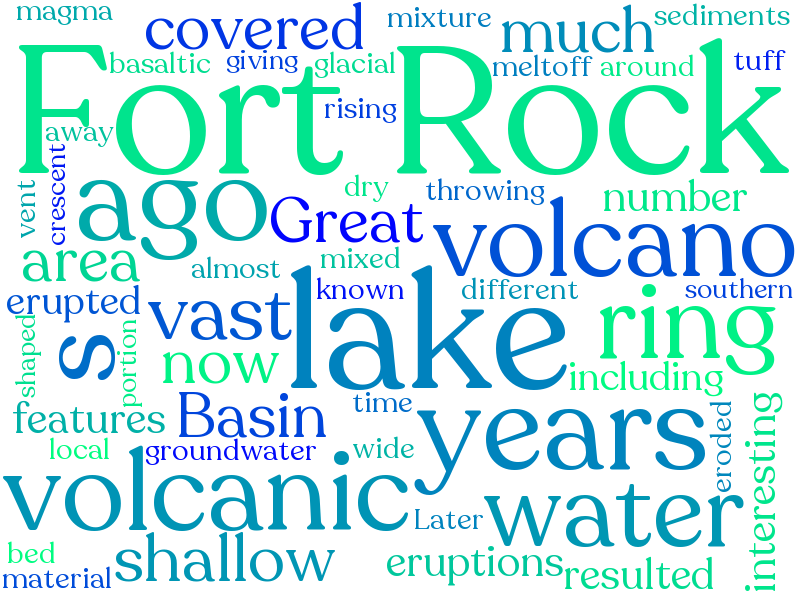 magma
covered
mixture
much
sediments
basaltic
giving
glacial
meltoff
around
tuff
Fort Rock
rising
away
crescent
vent
ago
dry
throwing
number
Great
volcano
area
almost
mixed
known
different
southern
erupted
vast
lake
ring
s
shaped
portion
now
including
features
Basin
time
years
eroded
interesting
local
groundwater
wide
volcanic
Later
water
bed
shallow
eruptions
material
resulted